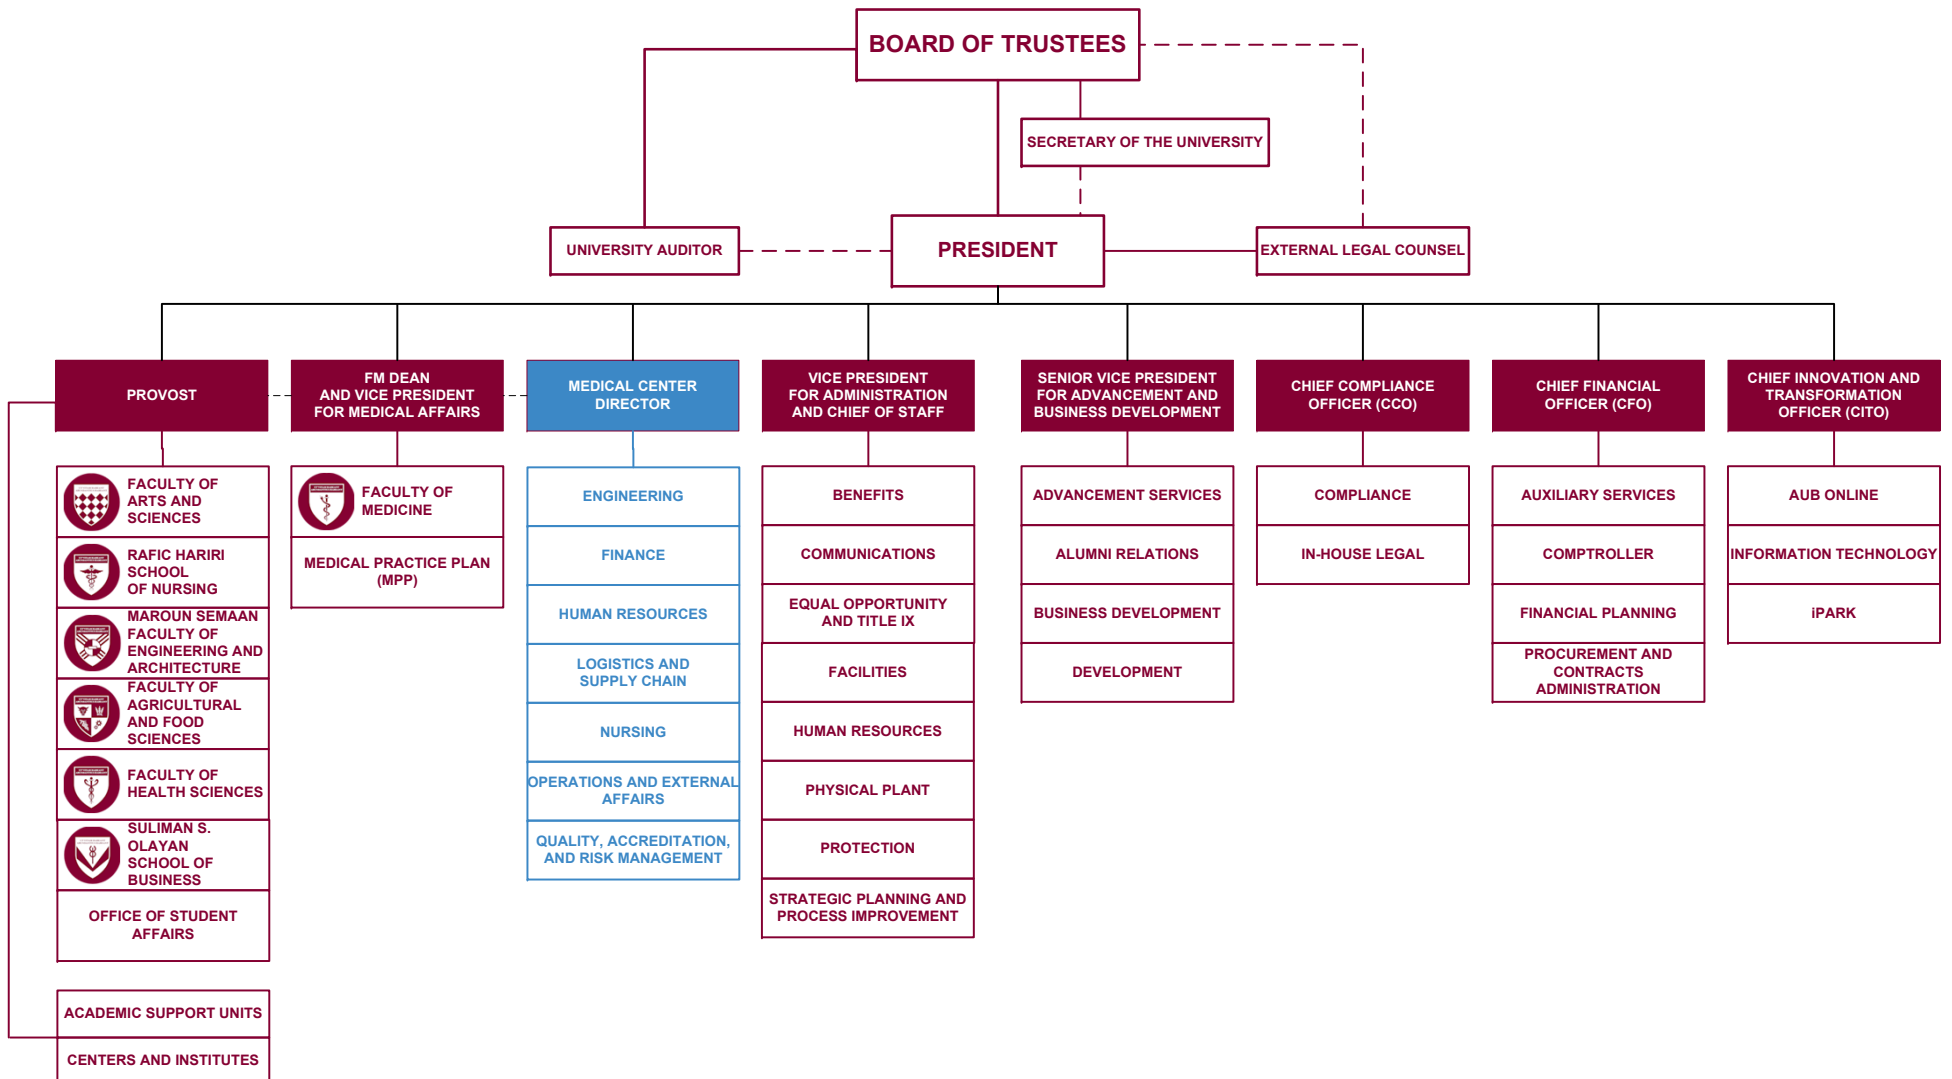 BOARD OF TRUSTEES
SECRETARY OF THE UNIVERSITY
UNIVERSITY AUDITOR
PRESIDENT
EXTERNAL LEGAL COUNSEL
PROVOST
FM DEAN
AND VICE PRESIDENT
FOR MEDICAL AFFAIRS
MEDICAL CENTER
DIRECTOR
VICE PRESIDENT
FOR ADMINISTRATION
AND CHIEF OF STAFF
SENIOR VICE PRESIDENT
FOR ADVANCEMENT AND
BUSINESS DEVELOPMENT
CHIEF COMPLIANCE
OFFICER (CCO)
CHIEF FINANCIAL
OFFICER (CFO)
CHIEF INNOVATION AND
TRANSFORMATION
OFFICER (CITO)
FACULTY OF
ARTS AND
SCIENCES
RAFIC HARIRI
SCHOOL
OF NURSING
MAROUN SEMAAN
FACULTY OF
ENGINEERING AND
ARCHITECTURE
FACULTY OF
AGRICULTURAL
AND FOOD
SCIENCES
FACULTY OF
HEALTH SCIENCES
SULIMAN S.
OLAYAN
SCHOOL OF
BUSINESS
OFFICE OF STUDENT
AFFAIRS
ACADEMIC SUPPORT UNITS
CENTERS AND INSTITUTES
FACULTY OF
MEDICINE
MEDICAL PRACTICE PLAN
(MPP)
ENGINEERING
FINANCE
HUMAN RESOURCES
LOGISTICS AND
SUPPLY CHAIN
NURSING
OPERATIONS AND EXTERNAL
AFFAIRS
QUALITY, ACCREDITATION,
AND RISK MANAGEMENT
BENEFITS
COMMUNICATIONS
EQUAL OPPORTUNITY
AND TITLE IX
FACILITIES
HUMAN RESOURCES
PHYSICAL PLANT
PROTECTION
STRATEGIC PLANNING AND
PROCESS IMPROVEMENT
ADVANCEMENT SERVICES
ALUMNI RELATIONS
BUSINESS DEVELOPMENT
DEVELOPMENT
COMPLIANCE
IN-HOUSE LEGAL
AUXILIARY SERVICES
COMPTROLLER
FINANCIAL PLANNING
PROCUREMENT AND
CONTRACTS
ADMINISTRATION
AUB ONLINE
INFORMATION TECHNOLOGY
iPARK